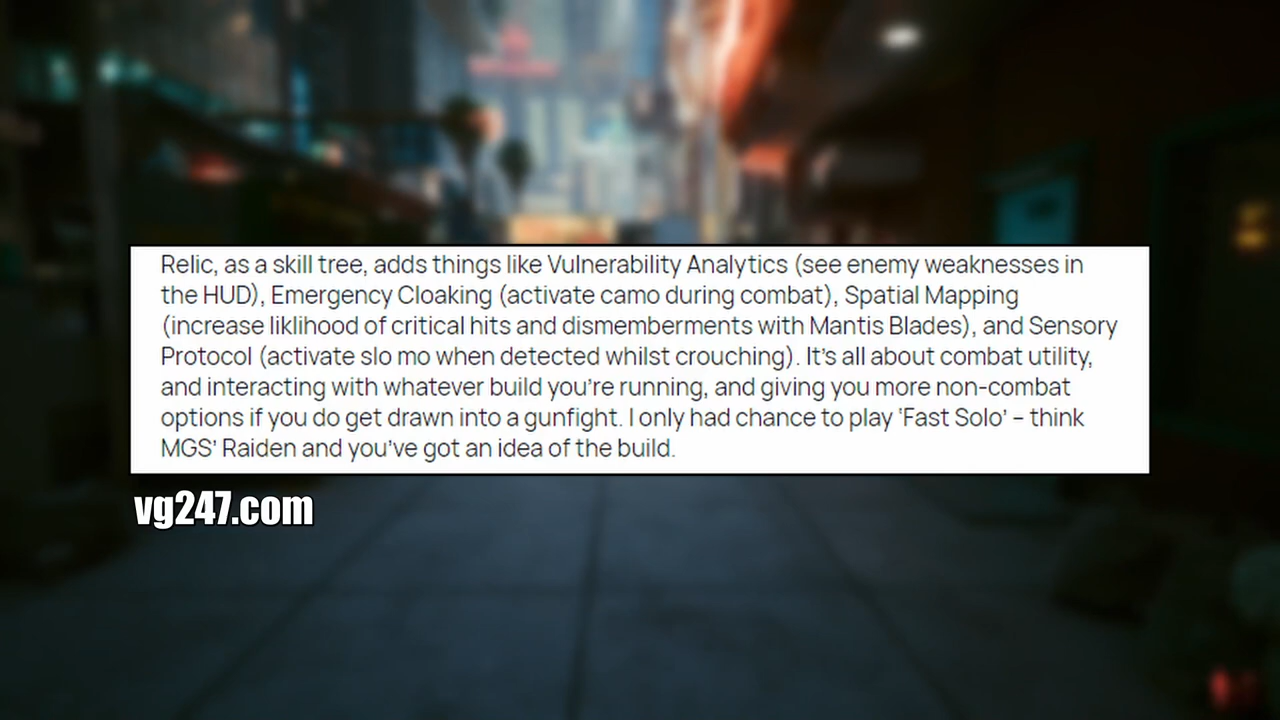 Relic, as a skill tree, adds things like Vulnerability Analytics (see enemy weaknesses in
the HUD), Emergency Cloaking (activate camo during combat), Spatial Mapping
(increase liklihood of critical hits and dismemberments with Mantis Blades), and Sensory
Protocol (activate slo mo when detected whilst crouching). It's all about combat utility,
and interacting with whatever build you're running, and giving you more non-combat
options if you do get drawn into a gunfight. I only had chance to play ‘Fast Solo’ – think
MGS’ Raiden and you've got an idea of the build.
vg247.com